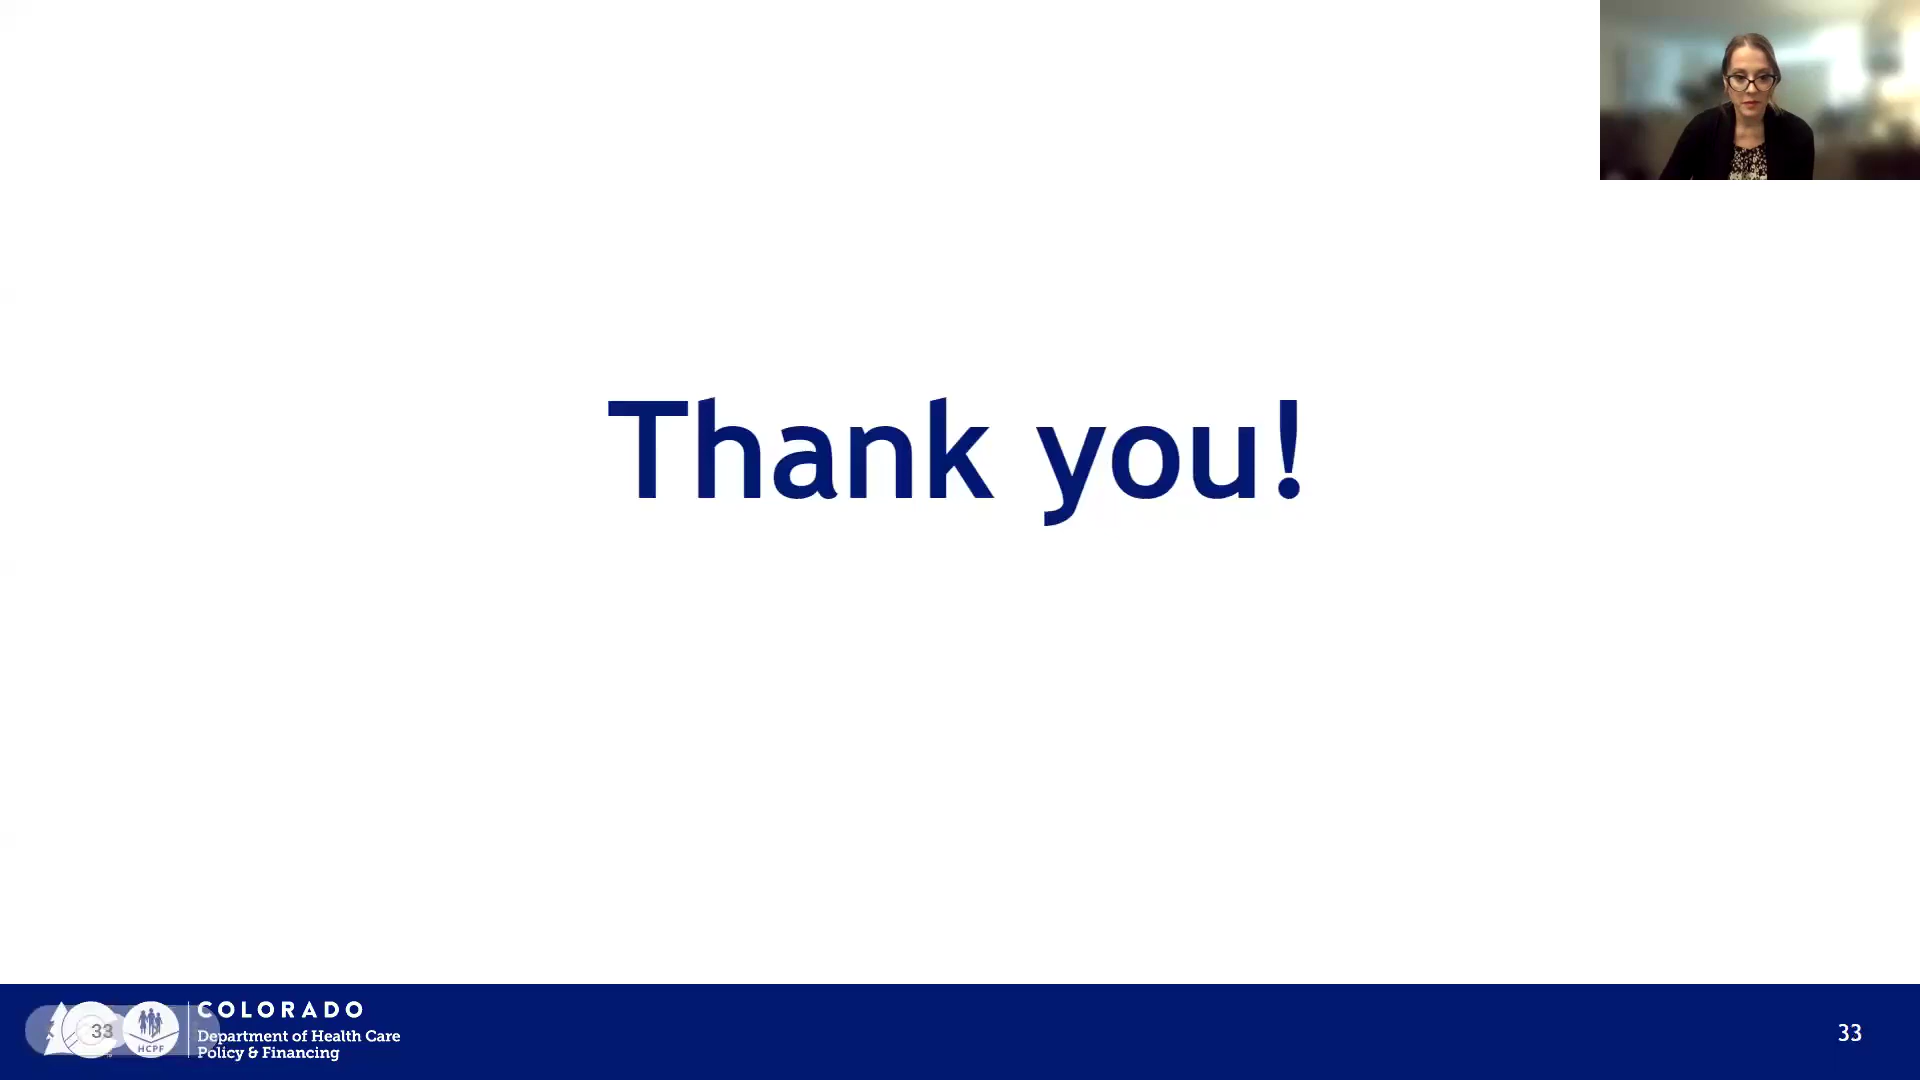 Thank you!
33
HCPF
COLORADO
Department of Health Care
Policy & Financing
33